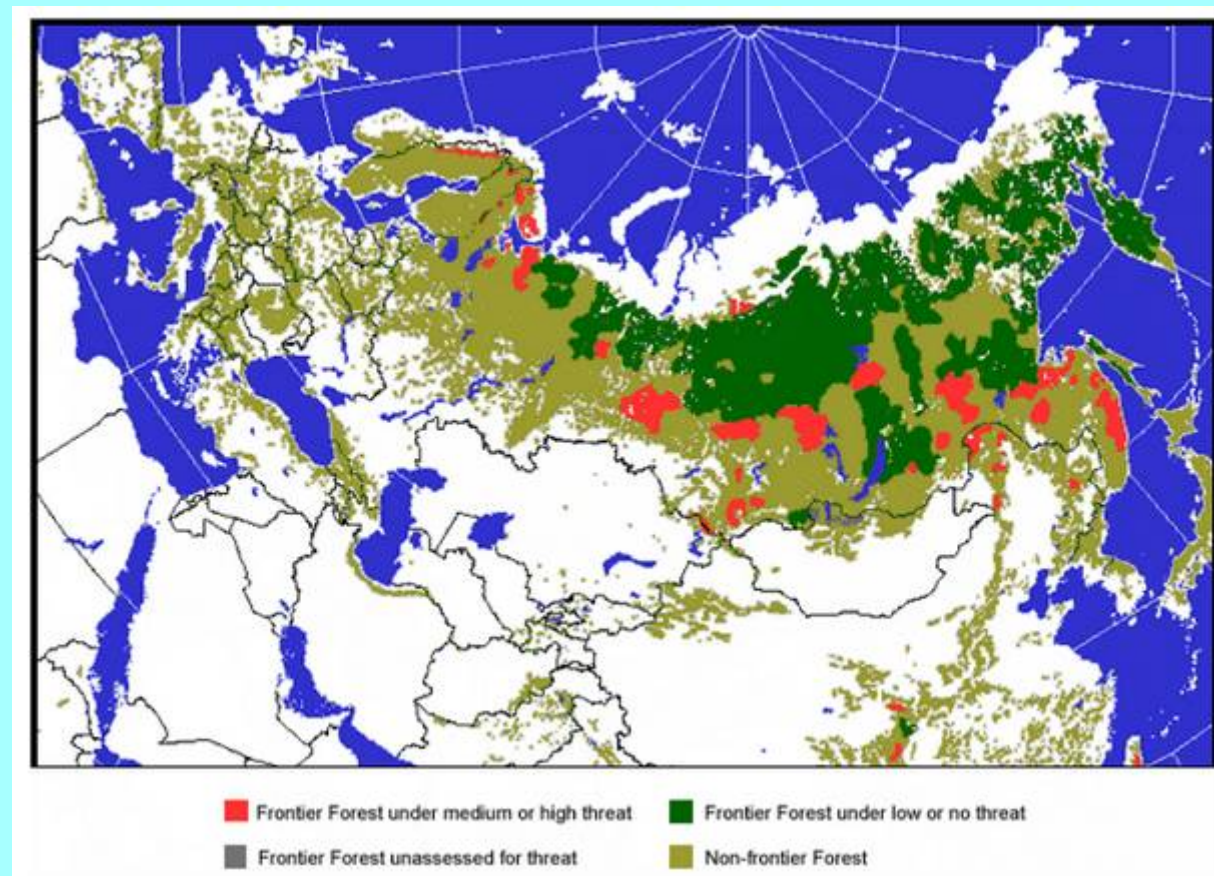 Frontier Forest under medium or high threat
Frontier Forest under low or no threat
Frontier Forest unassessed for threat
Non-frontier Forest